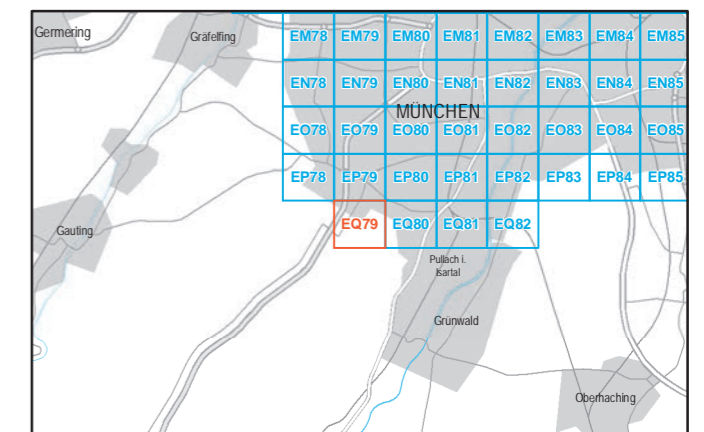 Germering
Gräfelfing
EM78 EM79 EM80 EM81 EM82 EM83 EM84 EM85
EN78 EN79 EN80 EN81 EN82 EN83 EN84 EN85
MÜNCHEN
EO78 EO79 EO80 EO81 EO82 EO83 EO84 EO85
EP78 EP79 EP80 EP81 EP82 EP83 EP84 EP85
Gauting
EQ79 EQ80 EQ81 EQ82
Pullach i.
Isartal
Grünwald
Oberhaching